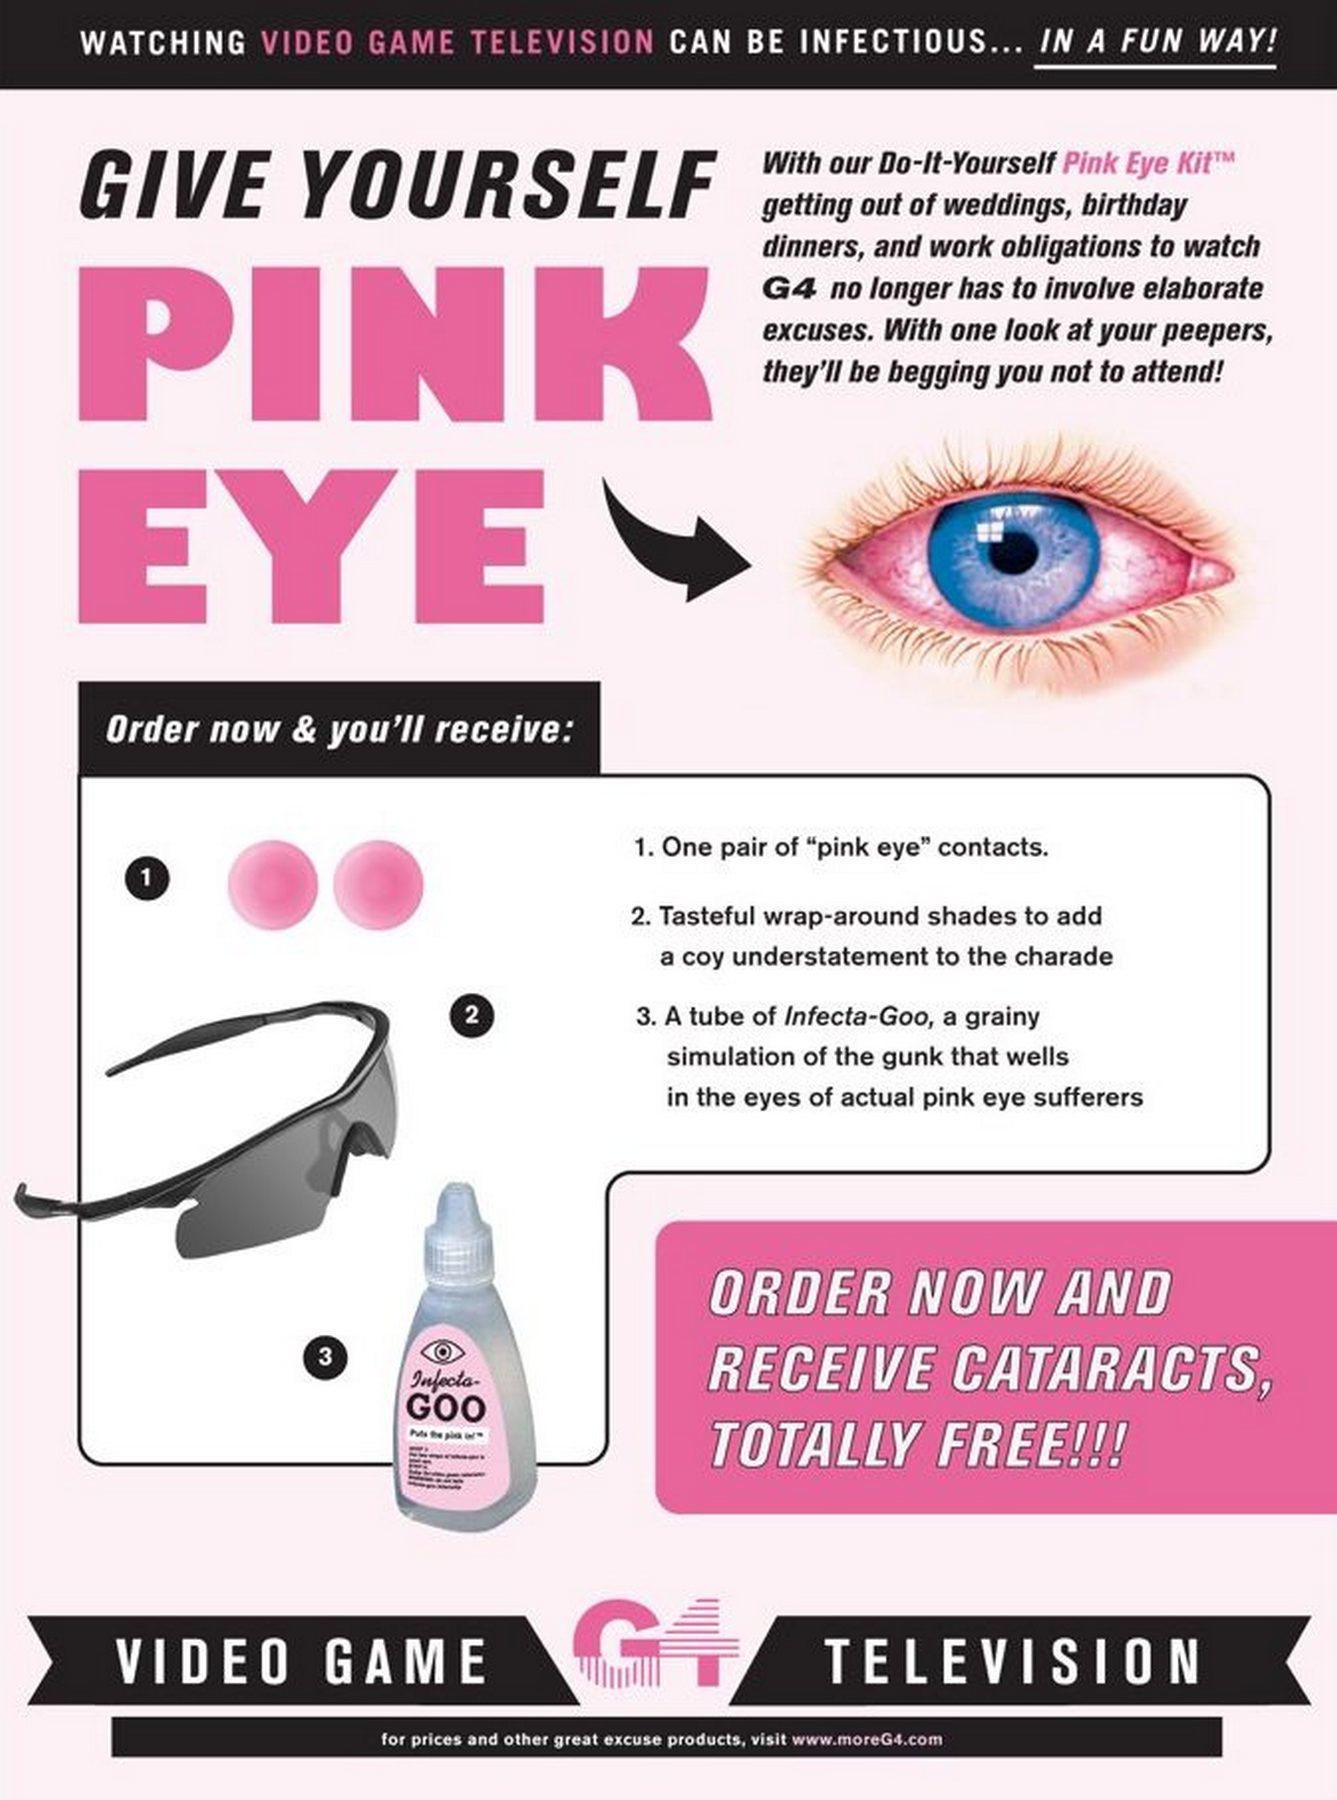 WATCHING VIDEO GAME TELEVISION CAN BE INFECTIOUS... IN A FUN WAY!
GIVE YOURSELF
PINK
EYE
With our Do-It-Yourself Pink Eye Kit™
getting out of weddings, birthday
dinners, and work obligations to watch
G4 no longer has to involve elaborate
excuses. With one look at your peepers,
they'll be begging you not to attend!
Order now & you'll receive:
1
1. One pair of “pink eye” contacts.
2. Tasteful wrap-around shades to add
a coy understatement to the charade
2
3. A tube of Infecta-Goo, a grainy
simulation of the gunk that wells
in the eyes of actual pink eye sufferers
3
Infecta-
GOO
Puts the pink in!™
ORDER NOW AND
RECEIVE CATARACTS,
TOTALLY FREE!!!
VIDEO GAME G4 TELEVISION
for prices and other great excuse products, visit www.moreG4.com